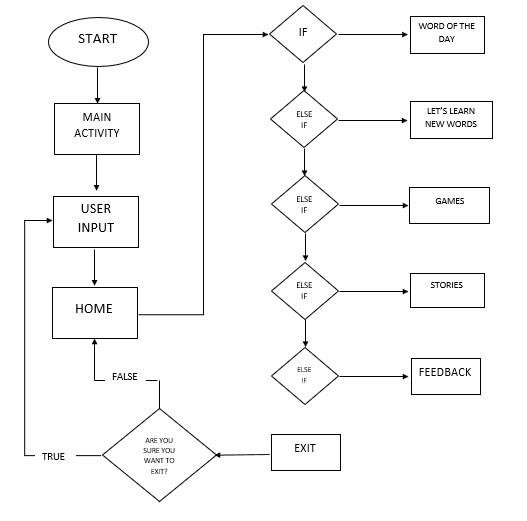 START
MAIN
ACTIVITY
USER
INPUT
HOME
FALSE
ARE YOU
SURE YOU
WANT TO
EXIT?
TRUE
EXIT
IF
WORD OF THE
DAY
ELSE
IF
LET'S LEARN
NEW WORDS
ELSE
IF
GAMES
ELSE
IF
STORIES
ELSE
IF
FEEDBACK